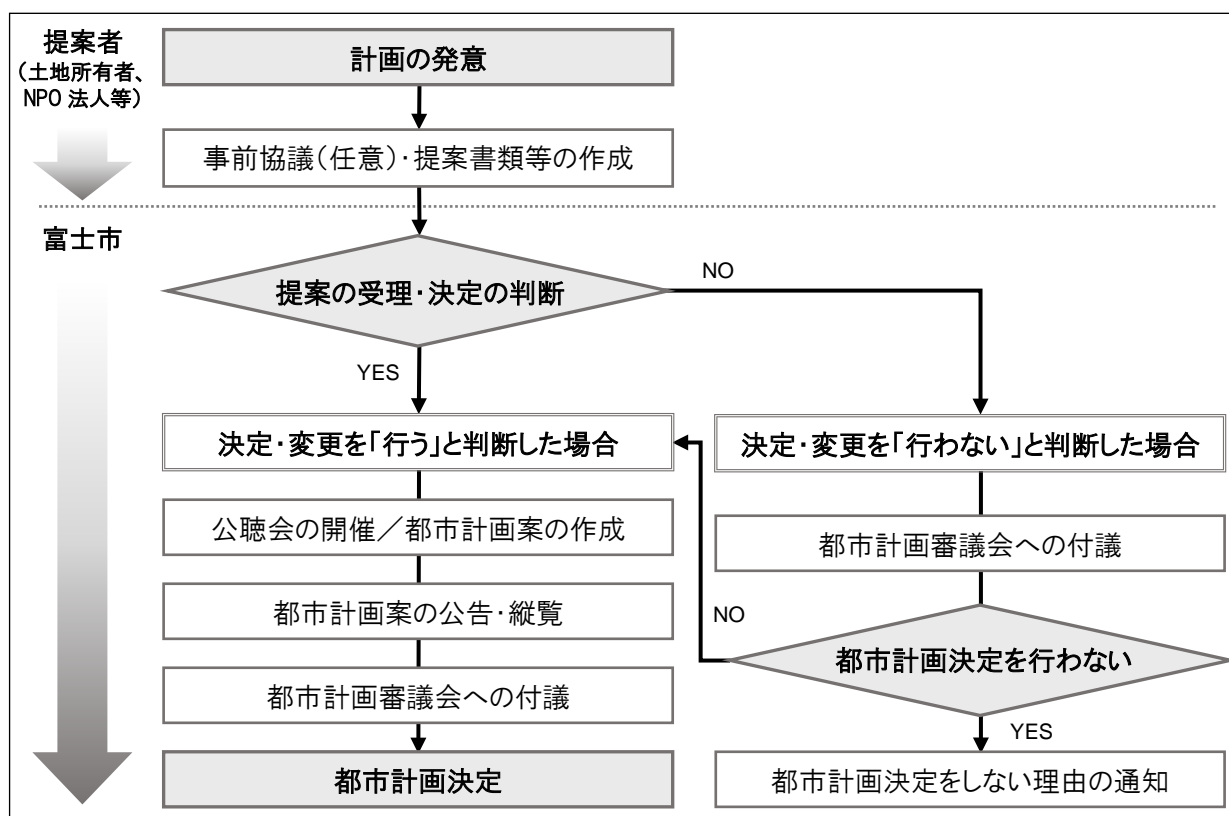 提案者
（土地所有者、
NPO 法人等）
計画の発意
事前協議（任意）・提案書類等の作成
富士市
提案の受理・決定の判断
NO
YES
決定・変更を「行う」と判断した場合
決定・変更を「行わない」と判断した場合
公聴会の開催／都市計画案の作成
都市計画審議会への付議
都市計画案の公告・縦覧
NO
都市計画決定を行わない
都市計画審議会への付議
YES
都市計画決定
都市計画決定をしない理由の通知